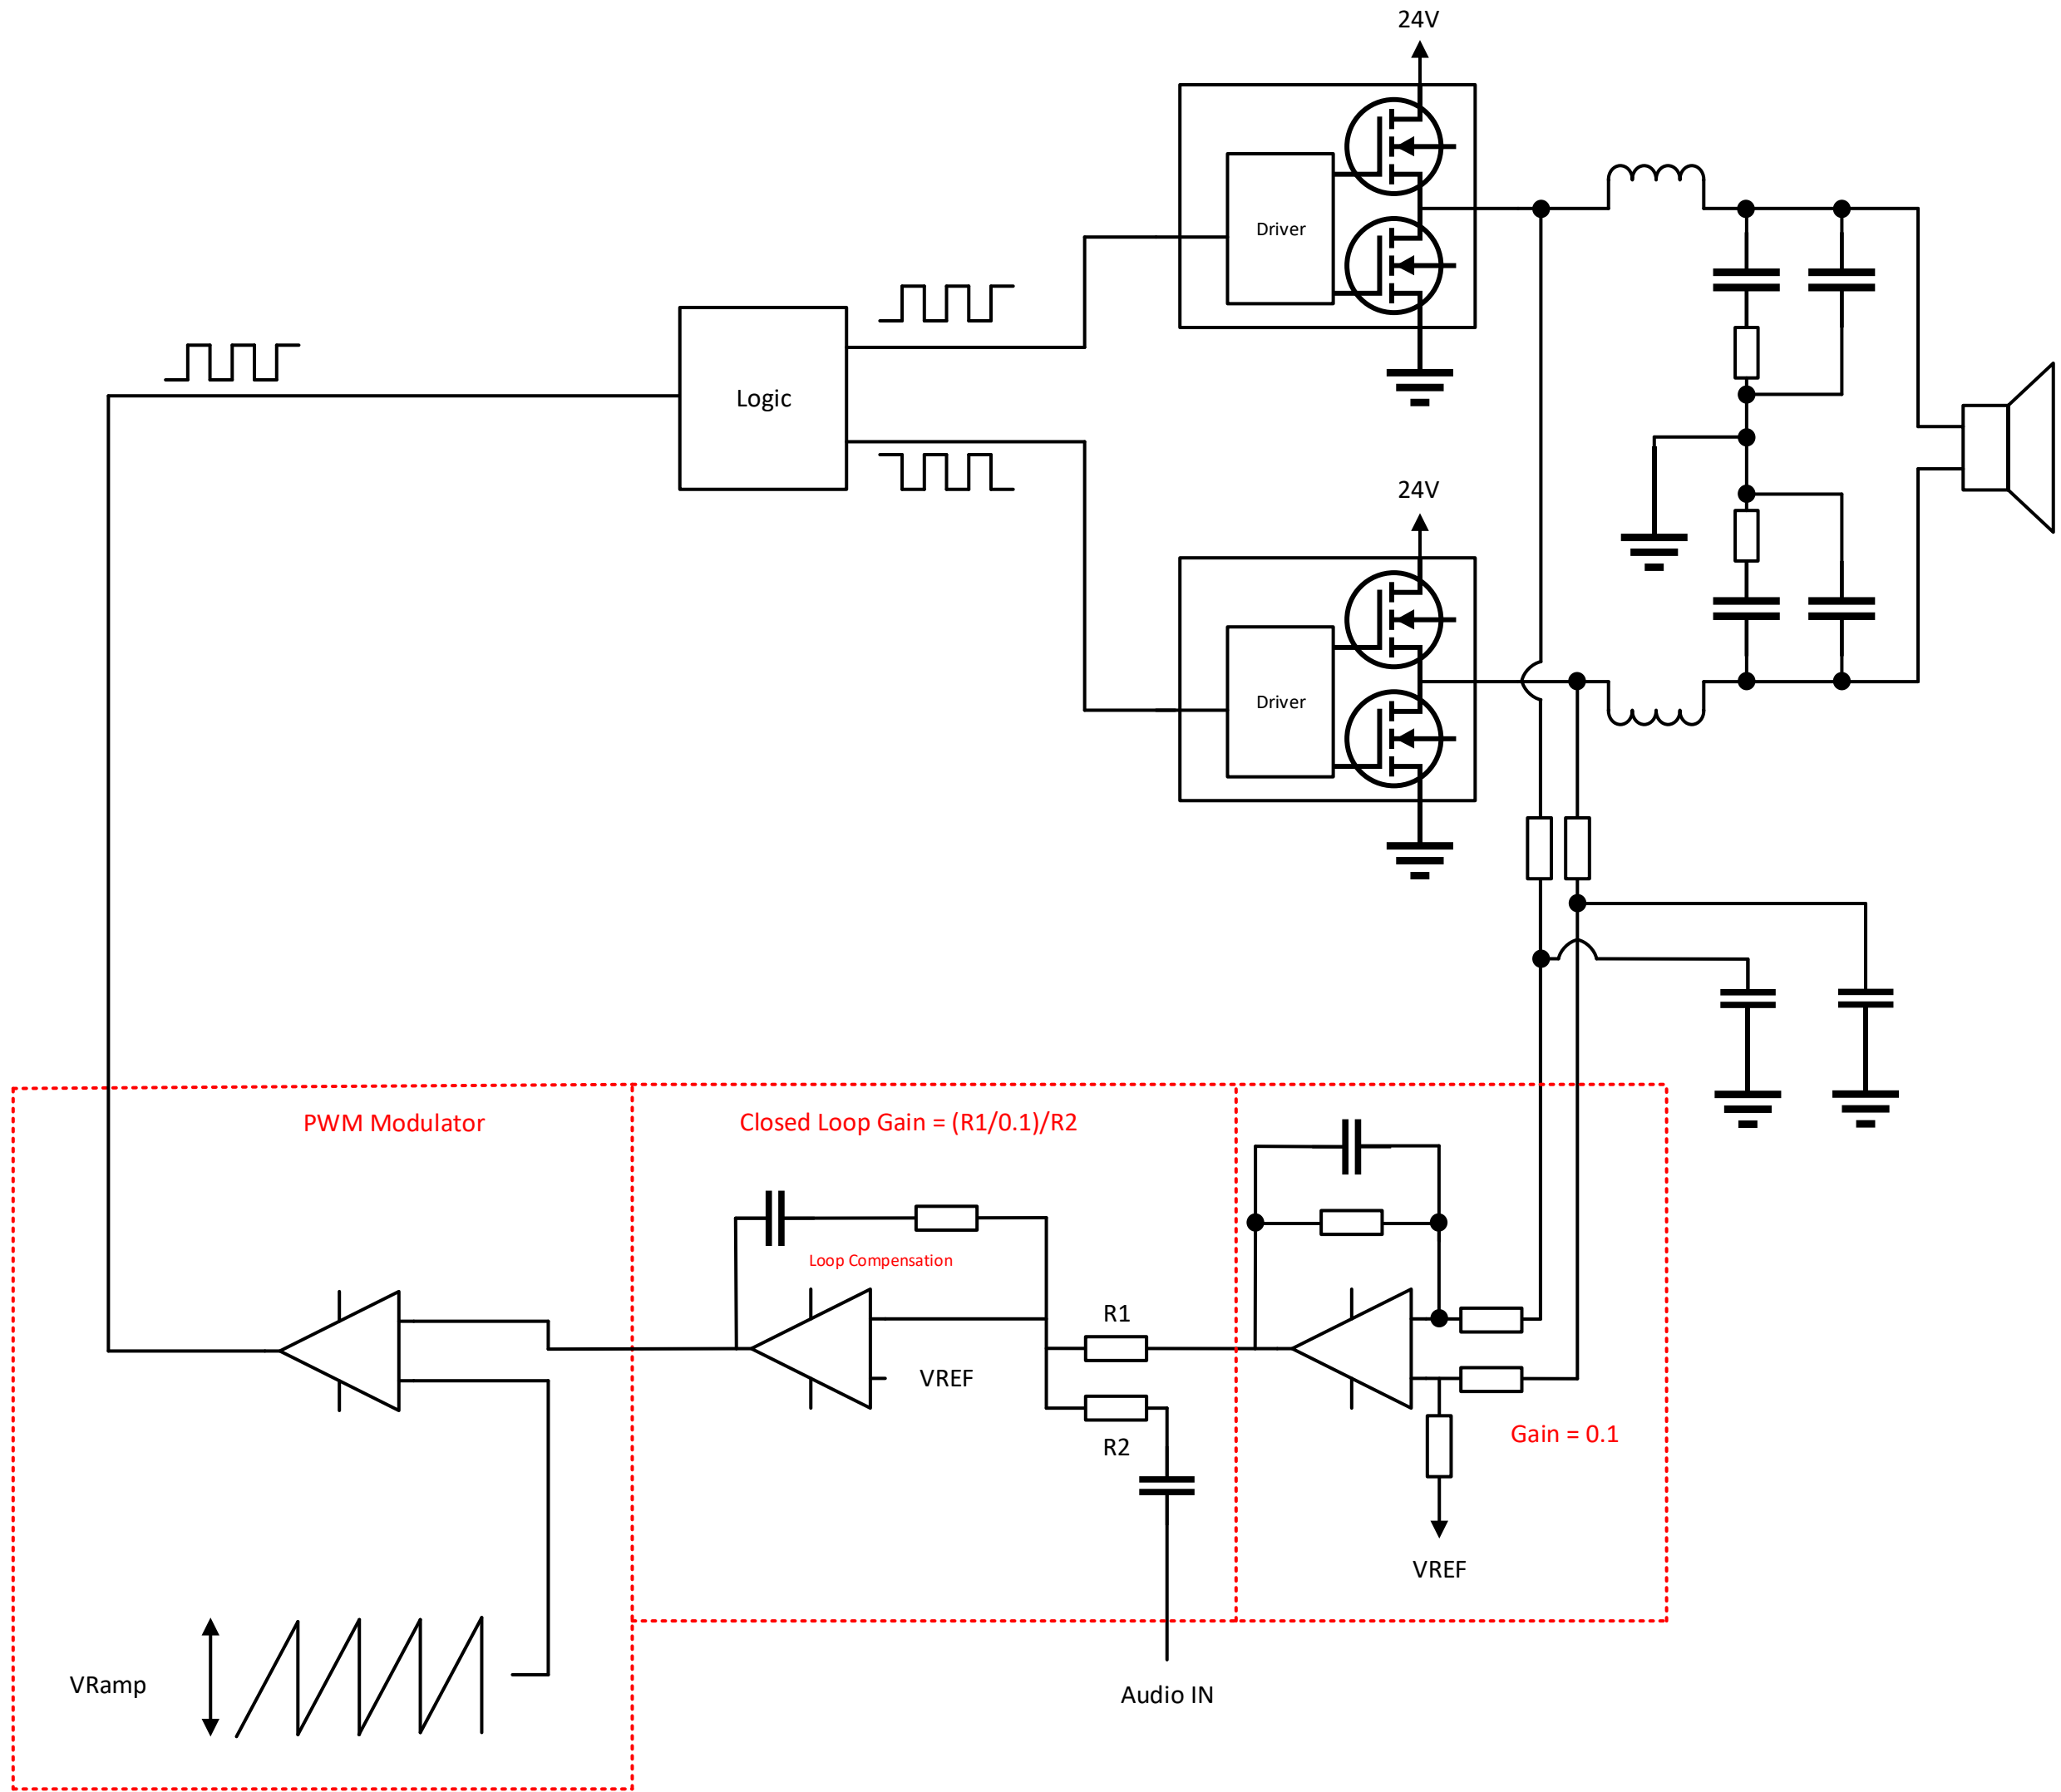 24V
Driver
Logic
24V
Driver
PWM Modulator
Closed Loop Gain = (R1/0.1)/R2
Loop Compensation
R1
VREF
R2
Gain = 0.1
VREF
VRamp
Audio IN